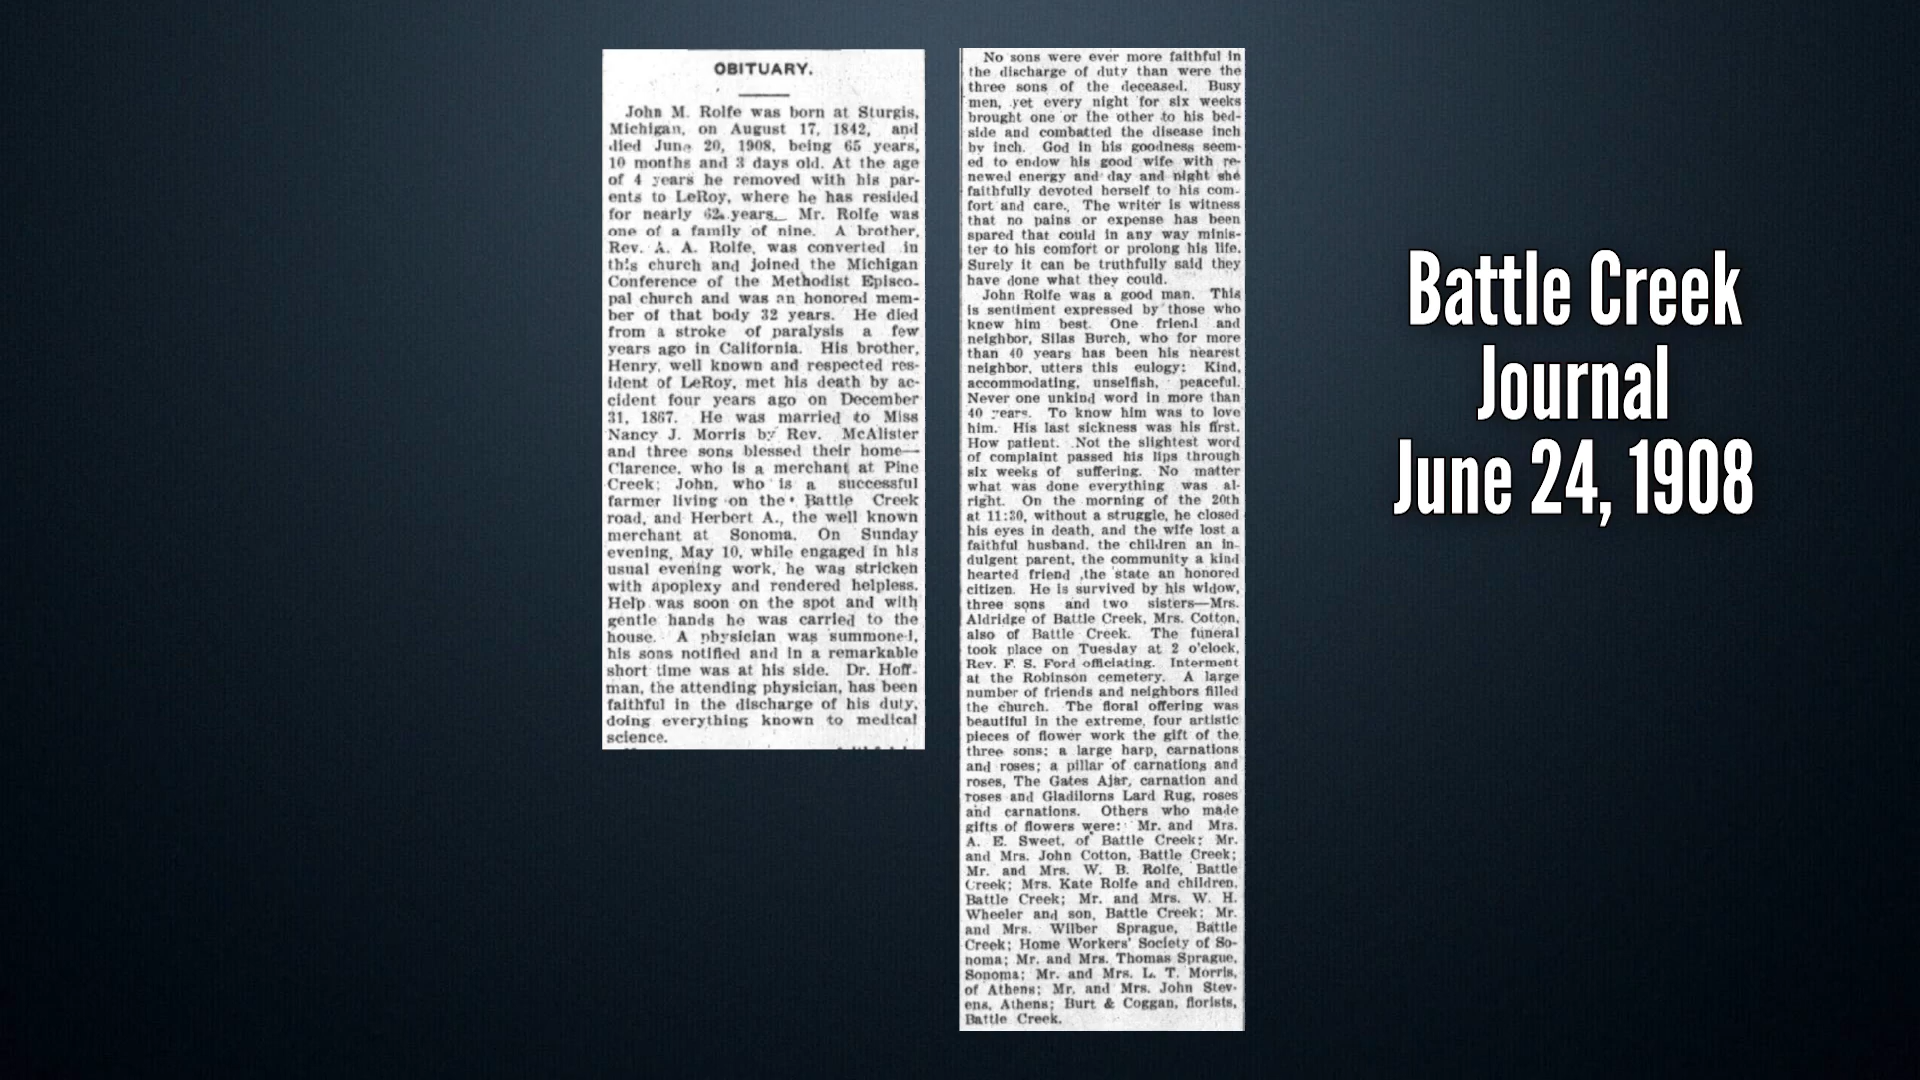 OBITUARY.
John M. Rolfe was born at Sturgis,
Michigan, on August 17, 1842, and
died June 20, 1908, being 65 years,
10 months and 3 days old. At the age
of 4 years he removed with his par-
ents to LeRoy, where he has resided
for nearly 62 years. Mr. Rolfe was
one of a family of nine. A brother,
Rev. A. A. Rolfe, was converted in
this church and joined the Michigan
Conference of the Methodist Episco-
pal church and was an honored mem-
ber of that body 32 years. He died
from a stroke of paralysis a few
years ago in California. His brother,
Henry, well known and respected res-
ident of LeRoy, met his death by ac-
cident four years ago on December
31, 1867. He was married to Miss
Nancy J. Morris by Rev. McAlister
and three sons blessed their home—
Clarence, who is a merchant at Pine
Creek; John, who is a successful
farmer living on the Battle Creek
road, and Herbert A., the well known
merchant at Sonoma. On Sunday
evening, May 10, while engaged in his
usual evening work, he was stricken
with apoplexy and rendered helpless.
Help was soon on the spot and with
gentle hands he was carried to the
house. A physician was summoned,
his sons notified and in a remarkable
short time was at his side. Dr. Hoff-
man, the attending physician, has been
faithful in the discharge of his duty,
doing everything known to medical
science.
No sons were ever more faithful in
the discharge of duty than were the
three sons of the deceased. Busy
men, yet every night for six weeks
brought one or the other to his bed-
side and combatted the disease inch
by inch. God in his goodness seem-
ed to endow his good wife with re-
newed energy and day and night she
faithfully devoted herself to his com-
fort and care. The writer is witness
that no pains or expense has been
spared that could in any way minis-
ter to his comfort or prolong his life.
Surely it can be truthfully said they
have done what they could.
John Rolfe was a good man. This
is sentiment expressed by those who
knew him best. One friend and
neighbor, Silas Burch, who for more
than 40 years has been his nearest
neighbor, utters this eulogy: Kind,
accommodating, unselfish, peaceful.
Never one unkind word in more than
40 years. To know him was to love
him. His last sickness was his first.
How patient. Not the slightest word
of complaint passed his lips through
six weeks of suffering. No matter
what was done everything was al-
right. On the morning of the 20th
at 11:30, without a struggle, he closed
his eyes in death, and the wife lost a
faithful husband, the children an in-
dulgent parent, the community a kind
hearted friend ,the state an honored
citizen. He is survived by his widow,
three sons and two sisters—Mrs.
Aldridge of Battle Creek, Mrs. Cotton,
also of Battle Creek. The funeral
took place on Tuesday at 2 o'clock,
Rev. F. S. Ford officiating. Interment
at the Robinson cemetery. A large
number of friends and neighbors filled
the church. The floral offering was
beautiful in the extreme, four artistic
pieces of flower work the gift of the
three sons; a large harp, carnations
and roses; a pillar of carnations and
roses, The Gates Ajar, carnation and
roses and Gladilorns Lard Rug, roses
and carnations. Others who made
gifts of flowers were: Mr. and Mrs.
A. E. Sweet, of Battle Creek; Mr.
and Mrs. John Cotton, Battle Creek;
Mr. and Mrs. W. B. Rolfe, Battle
Creek; Mrs. Kate Rolfe and children,
Battle Creek; Mr. and Mrs. W. H.
Wheeler and son, Battle Creek; Mr.
and Mrs. Wilber Sprague, Battle
Creek; Home Workers' Society of So-
noma; Mr. and Mrs. Thomas Sprague,
Sonoma; Mr. and Mrs. L. T. Morris,
of Athens; Mr. and Mrs. John Stev-
ens, Athens; Burt & Coggan, florists,
Battle Creek.
Battle Creek
Journal
June 24, 1908